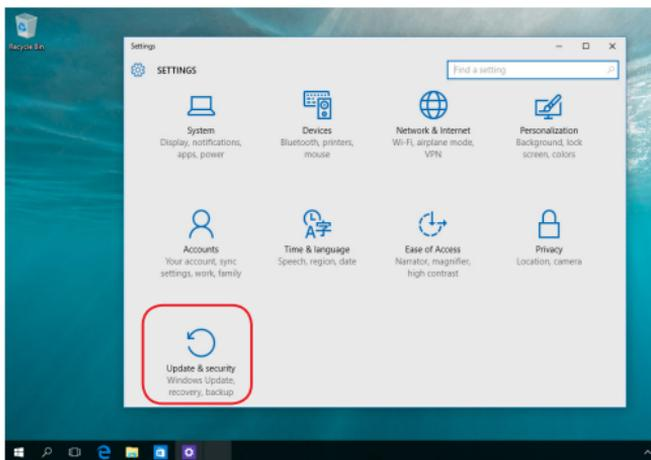 Recycle Bin
Settings
SETTINGS
Find a setting
System
Display, notifications,
apps, power
Devices
Bluetooth, printers,
mouse
Network & Internet
Wi-Fi, airplane mode,
VPN
Personalization
Background, lock
screen, colors
Accounts
Your account, sync
settings, work, family
Time & language
Speech, region, date
Ease of Access
Narrator, magnifier,
high contrast
Privacy
Location, camera
Update & security
Windows Update,
recovery, backup